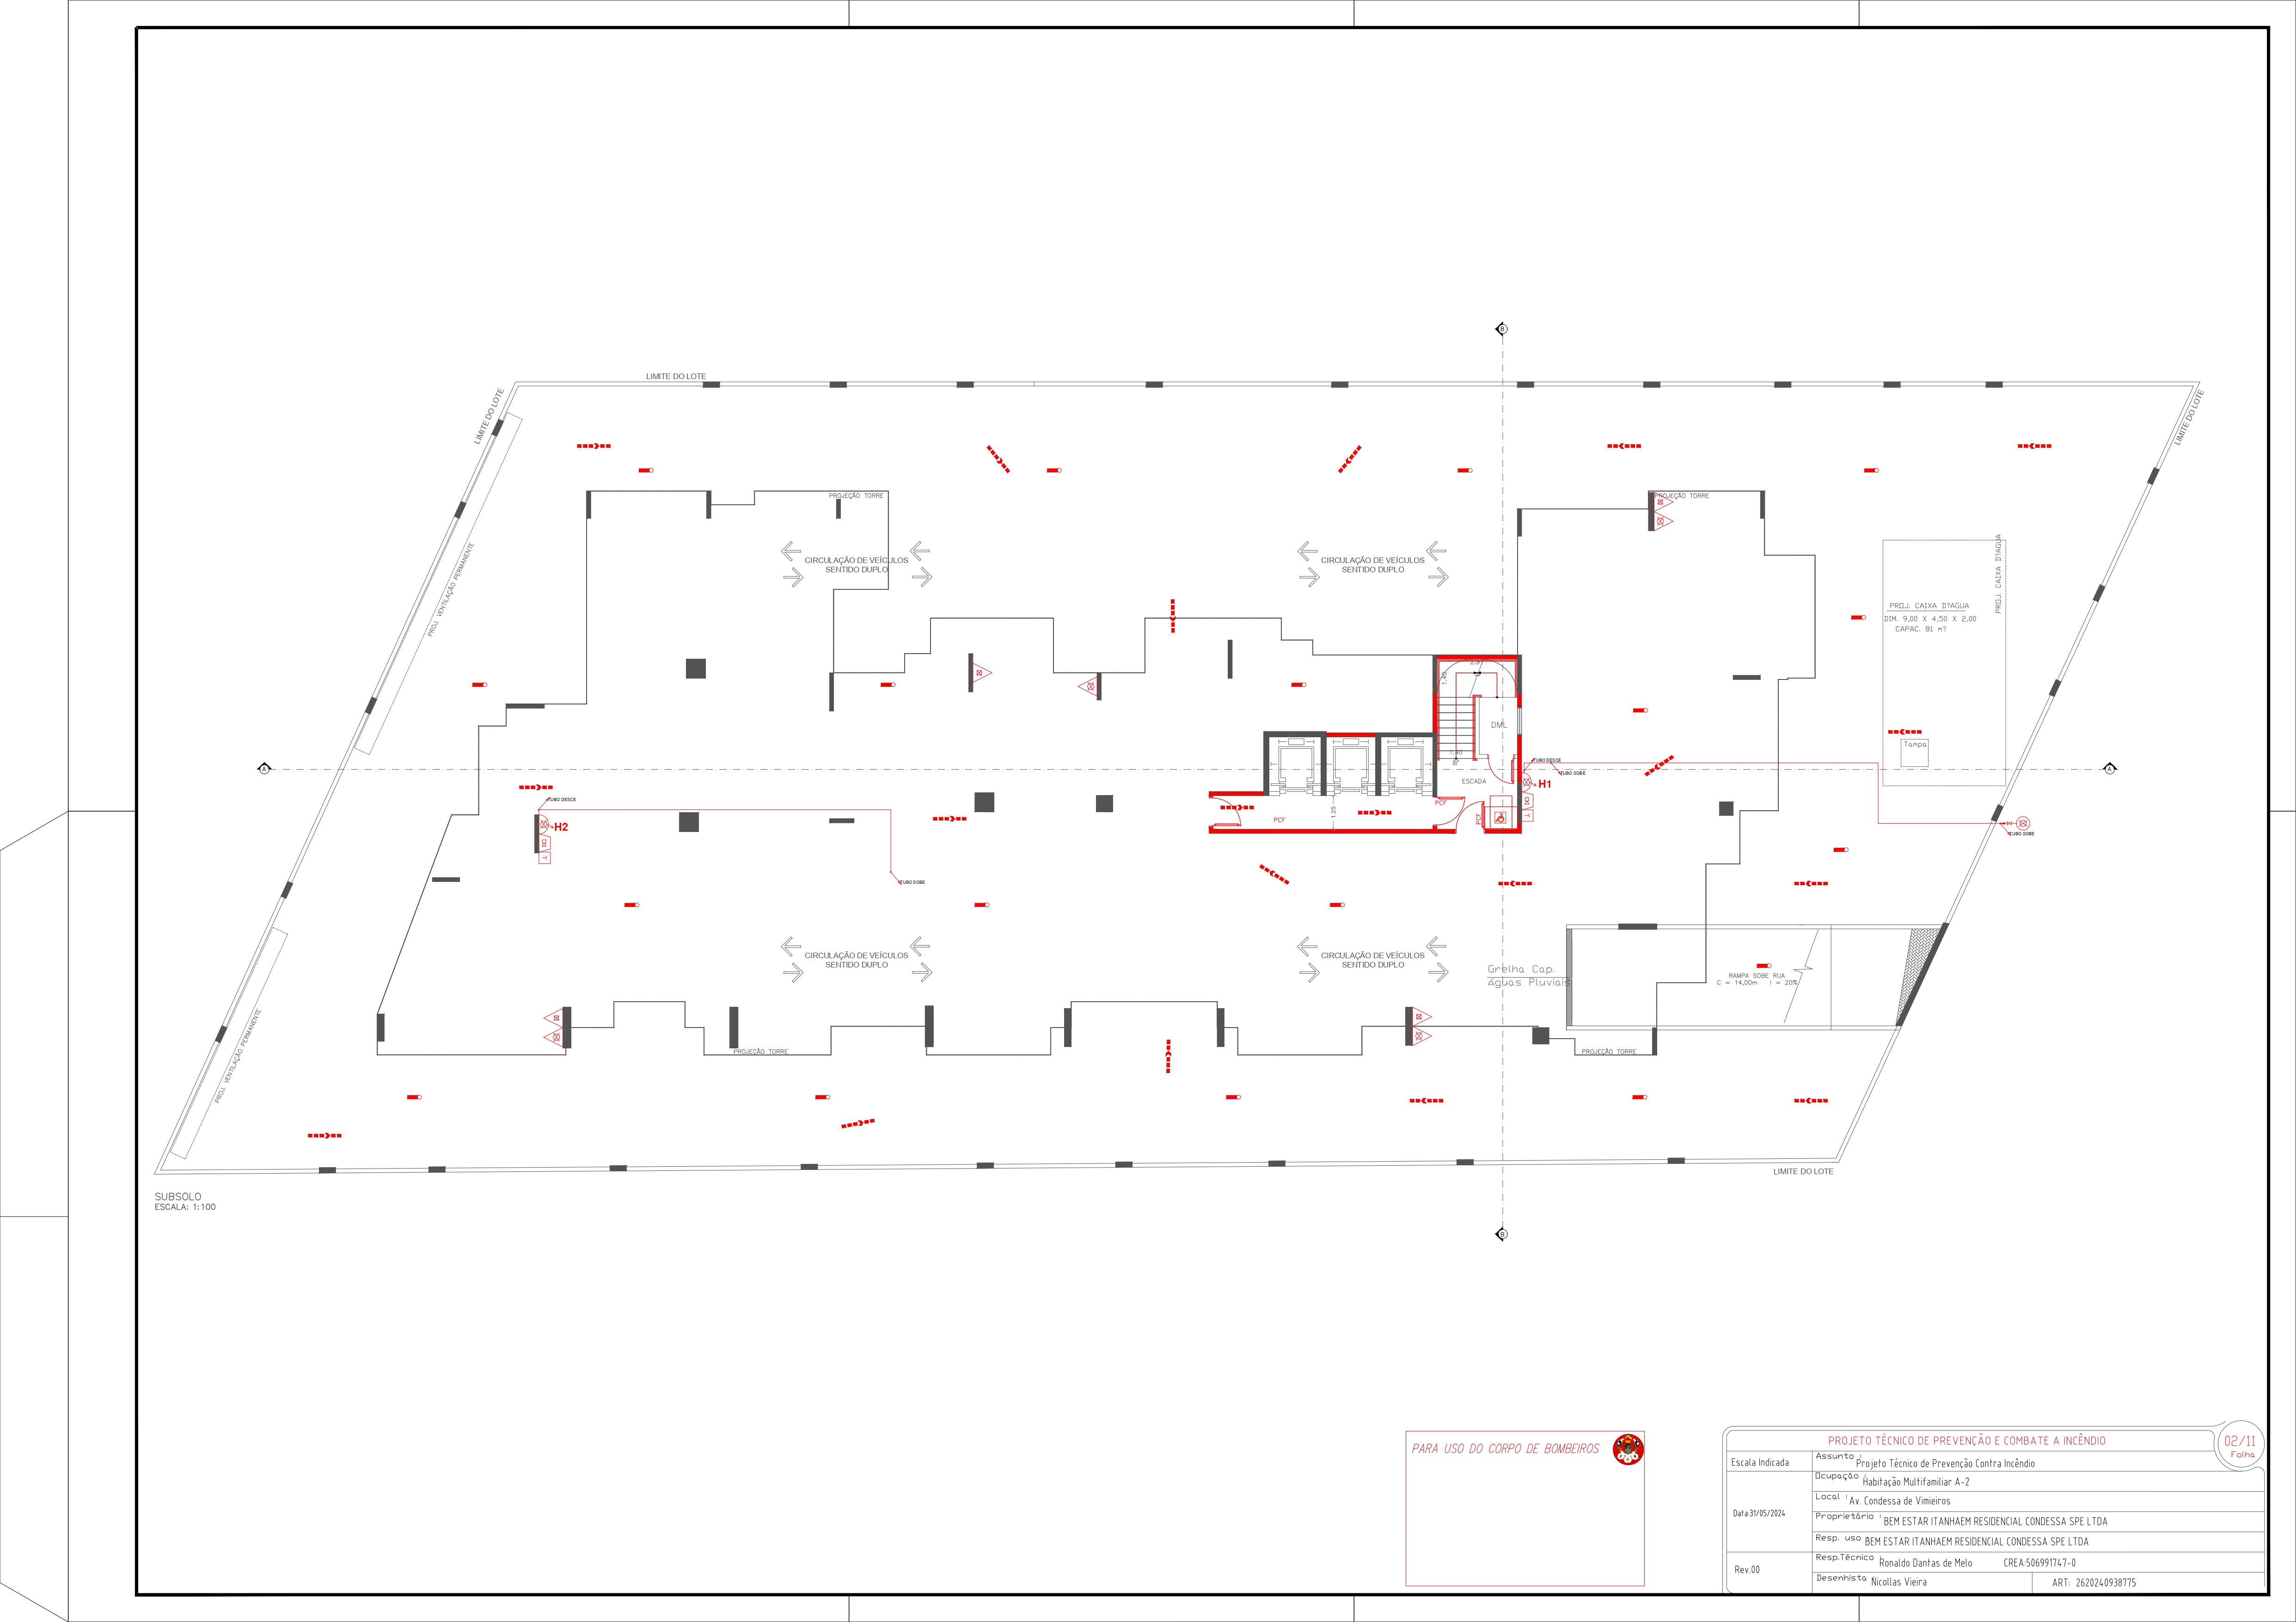 B
LIMITE DO LOTE
LIMITE DO LOTE
LIMITE DO LOTE
PROJEÇÃO TORRE
PROJEÇÃO TORRE
PROJ. VENTILAÇÃO PERMANENTE
CIRCULAÇÃO DE VEÍCULOS
SENTIDO DUPLO
CIRCULAÇÃO DE VEÍCULOS
SENTIDO DUPLO
PROJ. CAIXA D?AGUA
PROJ. CAIXA D?AGUA
DIM. 9,00 X 4,50 X 2,00
CAPAC. 81 m?
1.40
DML
Tampa
1.40
A
TUBO DESCE
TUBO SOBE
A
ESCADA
H1
TUBO DESCE
H2
PCF
PCF
PCF
1.25
TUBO SOBE
TUBO SOBE
CIRCULAÇÃO DE VEÍCULOS
SENTIDO DUPLO
CIRCULAÇÃO DE VEÍCULOS
SENTIDO DUPLO
Grelha Cap.
Aguas Pluviais
RAMPA SOBE RUA
C = 14,00m I = 20%
PROJ. VENTILAÇÃO PERMANENTE
PROJEÇÃO TORRE
PROJEÇÃO TORRE
LIMITE DO LOTE
SUBSOLO
ESCALA: 1:100
B
PARA USO DO CORPO DE BOMBEIROS
PROJETO TÉCNICO DE PREVENÇÃO E COMBATE A INCÊNDIO
02/11
Folha
Escala Indicada
Assunto : Projeto Técnico de Prevenção Contra Incêndio
Ocupação : Habitação Multifamiliar A-2
Local : Av. Condessa de Vimieiros
Data:31/05/2024
Proprietário : BEM ESTAR ITANHAEM RESIDENCIAL CONDESSA SPE LTDA
Resp. uso : BEM ESTAR ITANHAEM RESIDENCIAL CONDESSA SPE LTDA
Resp.Técnico : Ronaldo Dantas de Melo CREA:506991747-0
Rev.00
Desenhista : Nicollas Vieira ART: 2620240938775